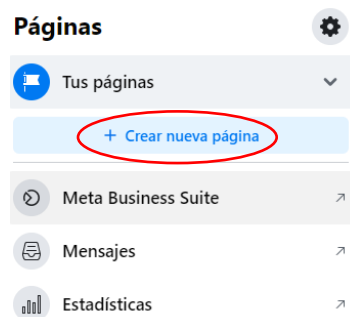 Páginas
Tus páginas
+ Crear nueva página
Meta Business Suite
Mensajes
Estadísticas